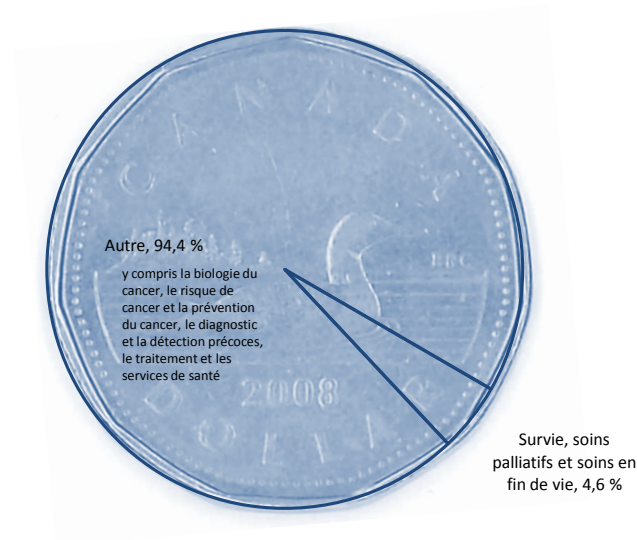 CANADA
Autre, 94,4 %
y compris la biologie du
cancer, le risque de
cancer et la prévention
du cancer, le diagnostic
et la détection précoces,
le traitement et les
services de santé
2008
DOLLAR
Survie, soins
palliatifs et soins en
fin de vie, 4,6 %